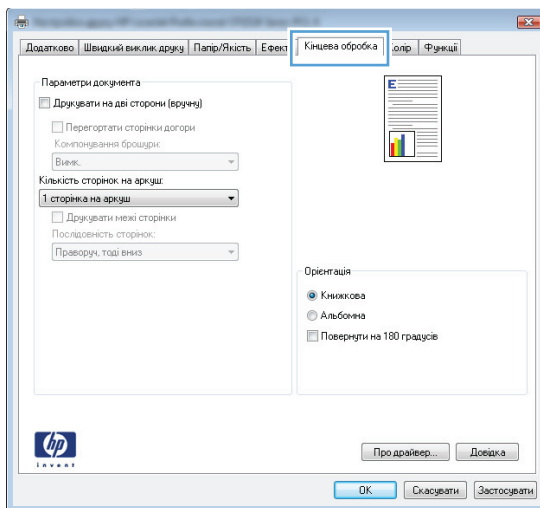 Додатково
Швидкий виклик друку
Папір/Якість
Ефект
Кінцева обробка
олір
Функції
Параметри документа
Друкувати на дві сторони (вручну)
Перегортати сторінки догори
Компонування брошури:
Вимк.
Кількість сторінок на аркуш:
1 сторінка на аркуш
Друкувати межі сторінки
Послідовність сторінок:
Праворуч, тоді вниз
E
Орієнтація
Книжкова
Альбомна
Повернути на 180 градусів
hp
invent
Про драйвер...
Довідка
OK
Скасувати
Застосувати